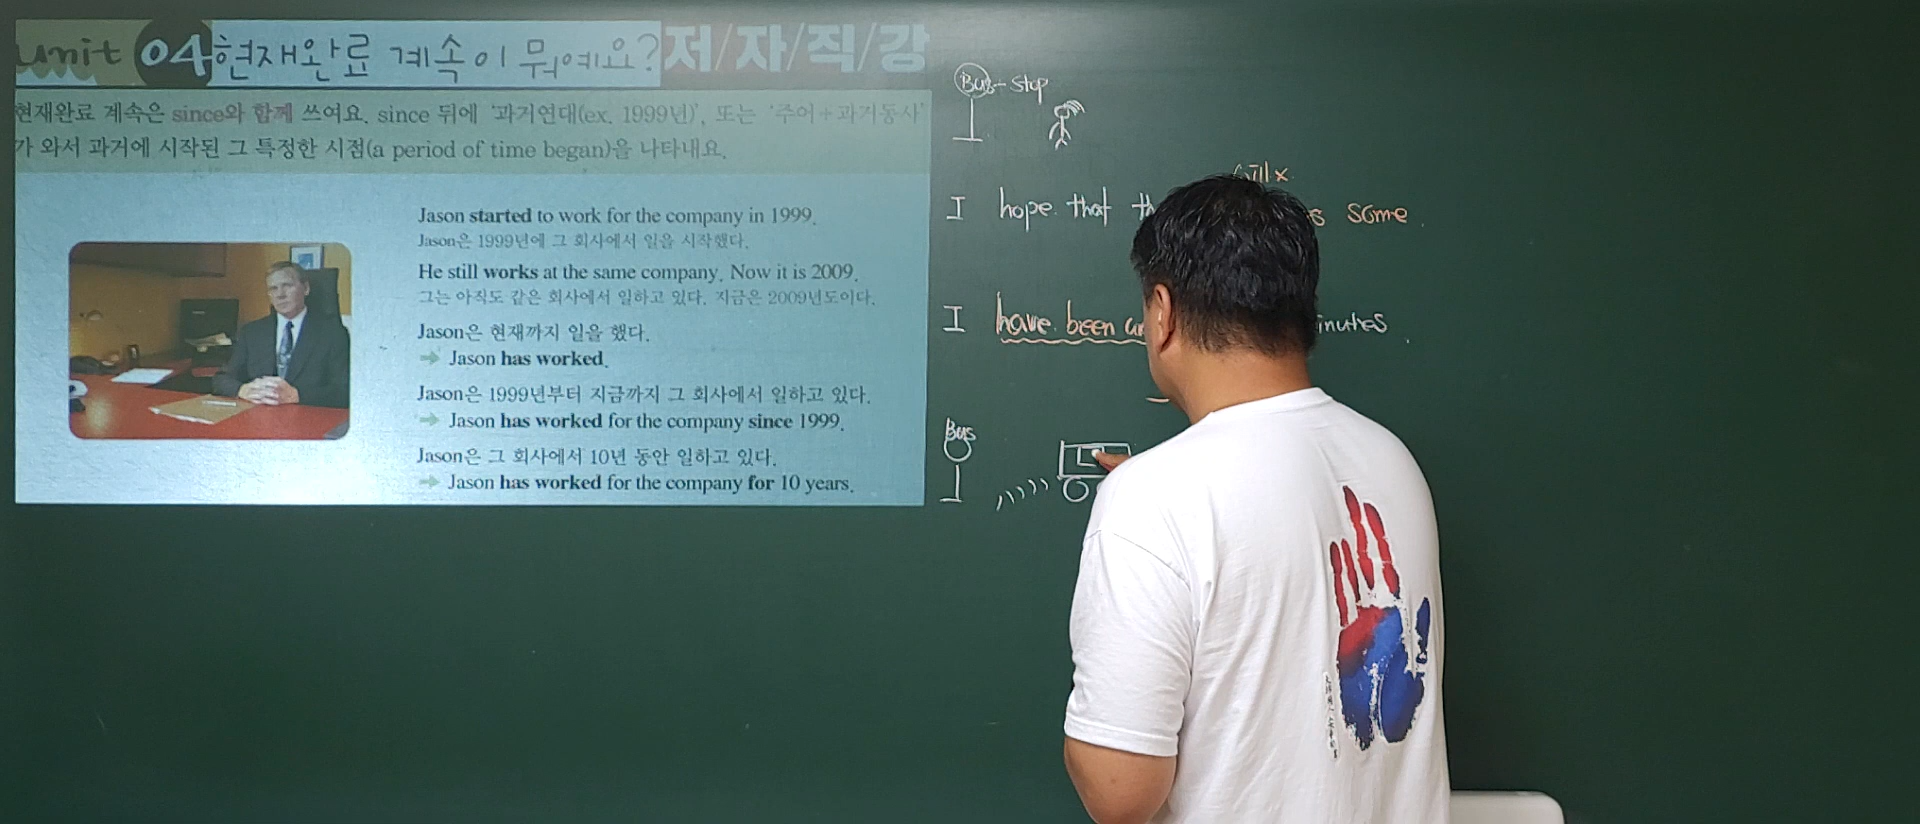 unit 04 현재완료 계속이 뭐예요? 저/자/직/강
현재완료 계속은 since와 함께 쓰여요. since 뒤에 '과거연대(ex. 1999년)', 또는 '주어+과거동사'
가 와서 과거에 시작된 그 특정한 시점(a period of time began)을 나타내요.
Jason started to work for the company in 1999.
Jason은 1999년에 그 회사에서 일을 시작했다.
He still works at the same company. Now it is 2009.
그는 아직도 같은 회사에서 일하고 있다. 지금은 2009년도이다.
Jason은 현재까지 일을 했다.
→ Jason has worked.
Jason은 1999년부터 지금까지 그 회사에서 일하고 있다.
→ Jason has worked for the company since 1999.
Jason은 그 회사에서 10년 동안 일하고 있다.
→ Jason has worked for the company for 10 years.
Bus-stop
I hope that some.
I have been
Bus